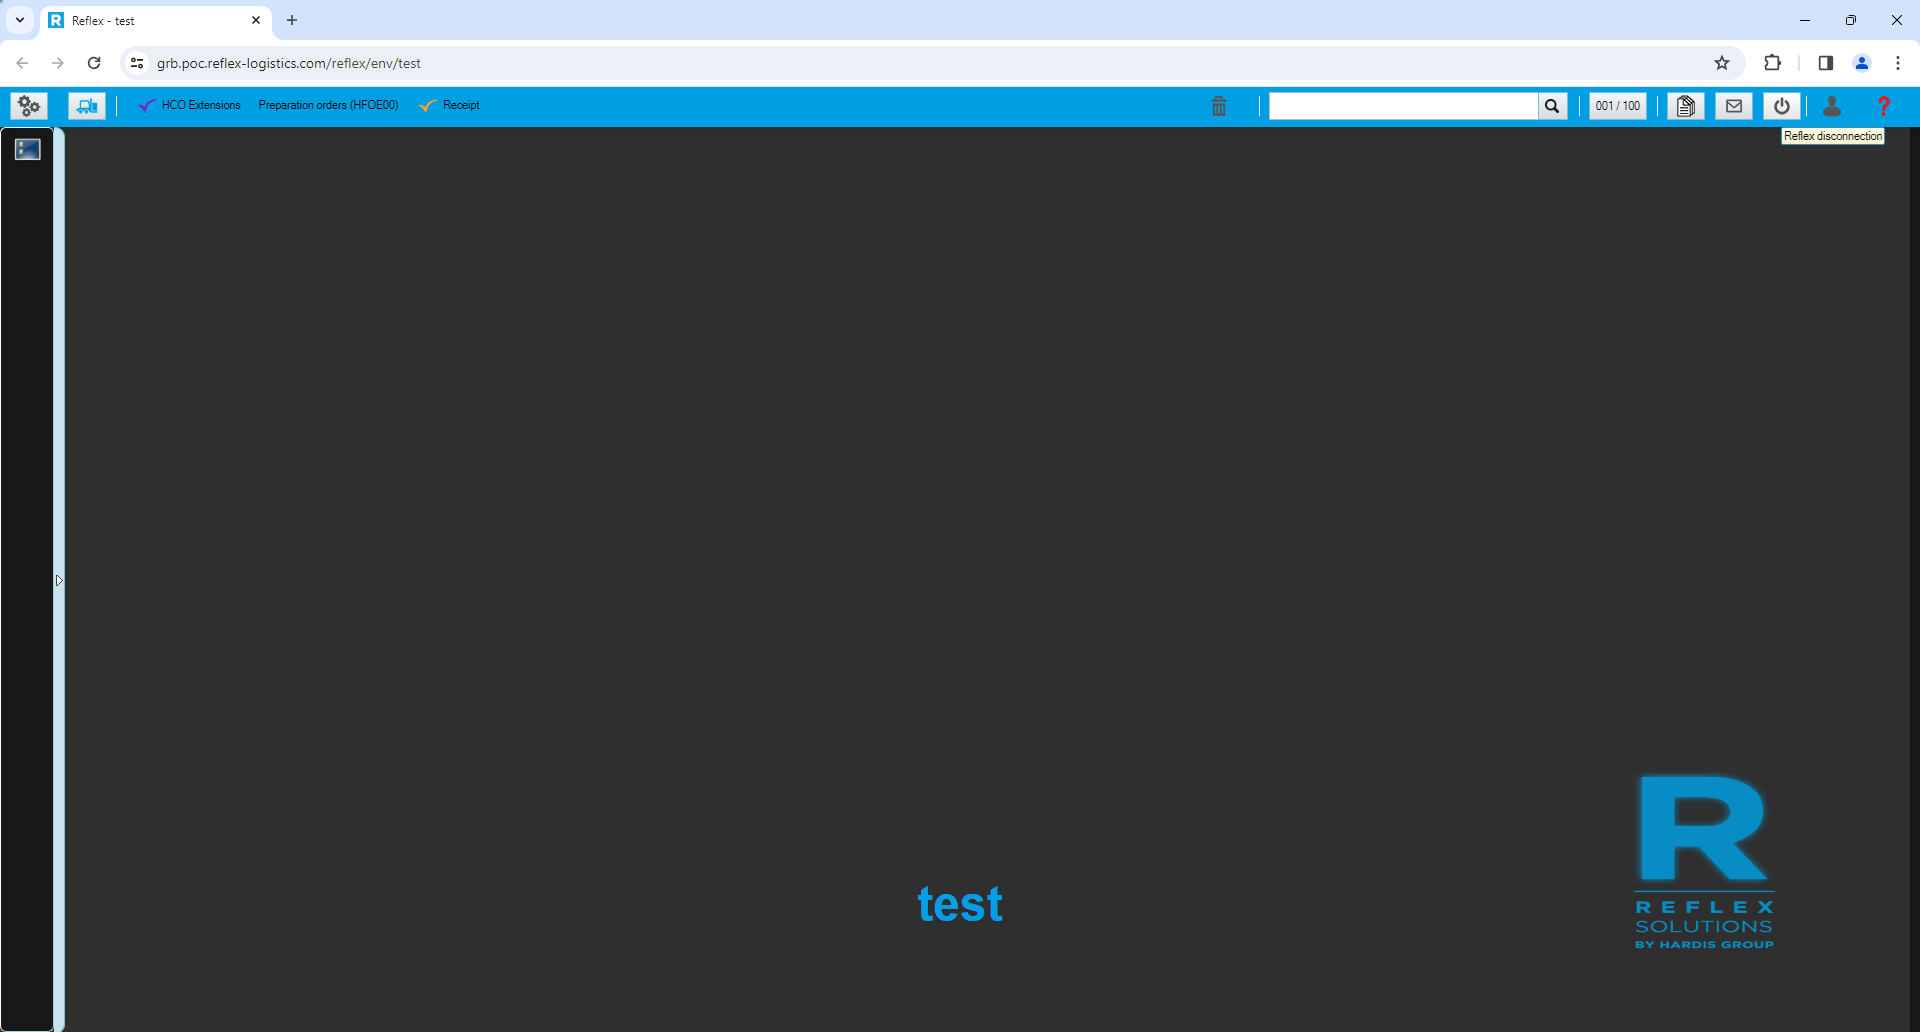 Reflex - test
grb.poc.reflex-logistics.com/reflex/env/test
HCO Extensions Preparation orders (HFOE00) Receipt 001 / 100 ?
Reflex disconnection
test
R
REFLEX
SOLUTIONS
BY HARDIS GROUP